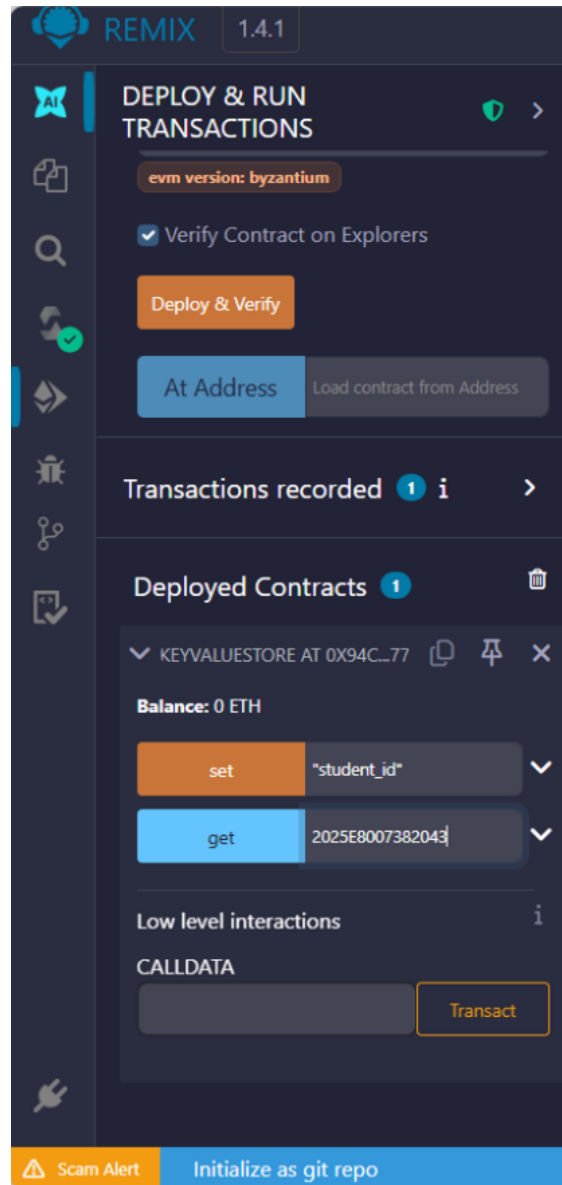 REMIX 1.4.1
AI
DEPLOY & RUN
TRANSACTIONS
evm version: byzantium
Verify Contract on Explorers
Deploy & Verify
At Address Load contract from Address
Transactions recorded 1 i
Deployed Contracts 1
KEYVALUESTORE AT 0X94C...77
Balance: 0 ETH
set "student_id"
get 2025E8007382043
Low level interactions i
CALLDATA
Transact
Scam Alert Initialize as git repo